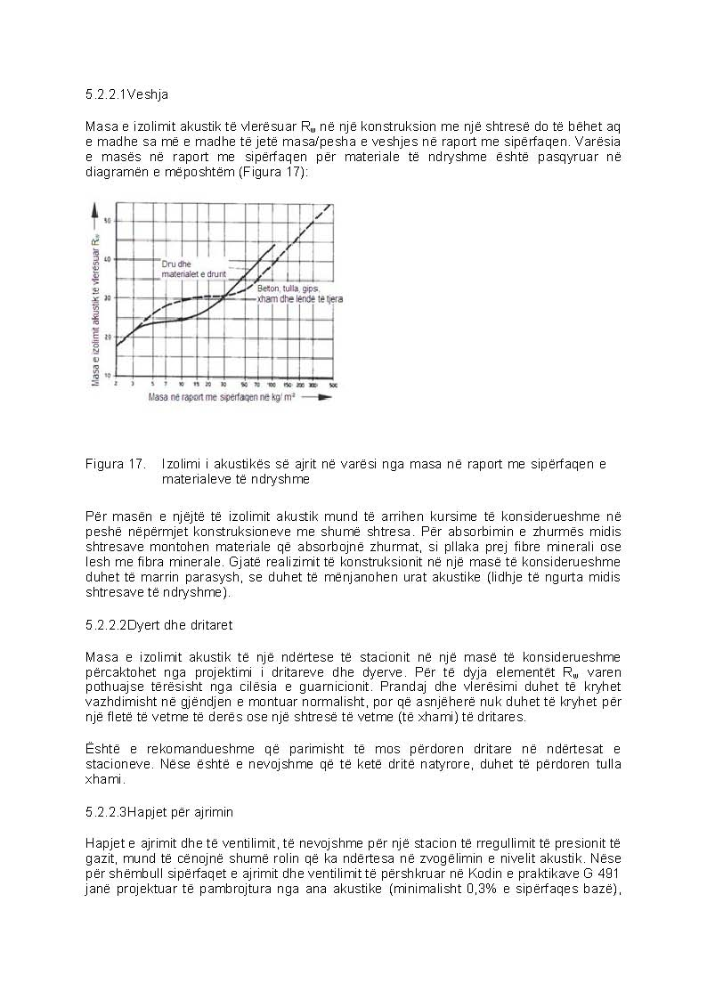 5.2.2.1Veshja
Masa e izolimit akustik të vlerësuar Rw në një konstruksion me një shtresë do të bëhet aq
e madhe sa më e madhe të jetë masa/pesha e veshjes në raport me sipërfaqen. Varësia
e masës në raport me sipërfaqen për materiale të ndryshme është pasqyruar në
diagramën e mëposhtëm (Figura 17):
Masa e izolimit akustik të vlerësuar Rw
50
40
30
20
10
Dru dhe
materialet e drurit
Beton, tulla, gips,
xham dhe lëndë të tjera
2 3 5 7 10 15 20 30 50 70 100 150 200 300 500
Masa në raport me sipërfaqen në kg/ m²
Figura 17. Izolimi i akustikës së ajrit në varësi nga masa në raport me sipërfaqen e
materialeve të ndryshme
Për masën e njëjtë të izolimit akustik mund të arrihen kursime të konsiderueshme në
peshë nëpërmjet konstruksioneve me shumë shtresa. Për absorbimin e zhurmës midis
shtresave montohen materiale që absorbojnë zhurmat, si pllaka prej fibre minerali ose
lesh me fibra minerale. Gjatë realizimit të konstruksionit në një masë të konsiderueshme
duhet të marrin parasysh, se duhet të mënjanohen urat akustike (lidhje të ngurta midis
shtresave të ndryshme).
5.2.2.2Dyert dhe dritaret
Masa e izolimit akustik të një ndërtese të stacionit në një masë të konsiderueshme
përcaktohet nga projektimi i dritareve dhe dyerve. Për të dyja elementët Rw varen
pothuajse tërësisht nga cilësia e guarnicionit. Prandaj dhe vlerësimi duhet të kryhet
vazhdimisht në gjëndjen e montuar normalisht, por që asnjëherë nuk duhet të kryhet për
një fletë të vetme të derës ose një shtresë të vetme (të xhami) të dritares.
Është e rekomandueshme që parimisht të mos përdoren dritare në ndërtesat e
stacioneve. Nëse është e nevojshme që të ketë dritë natyrore, duhet të përdoren tulla
xhami.
5.2.2.3Hapjet për ajrimin
Hapjet e ajrimit dhe të ventilimit, të nevojshme për një stacion të rregullimit të presionit të
gazit, mund të cënojnë shumë rolin që ka ndërtesa në zvogëlimin e nivelit akustik. Nëse
për shëmbull sipërfaqet e ajrimit dhe ventilimit të përshkruar në Kodin e praktikave G 491
janë projektuar të pambrojtura nga ana akustike (minimalisht 0,3% e sipërfaqes bazë),